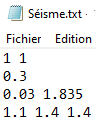 Séisme.txt
Fichier Edition
1 1
0.3
0.03 1.835
1.1 1.4 1.4